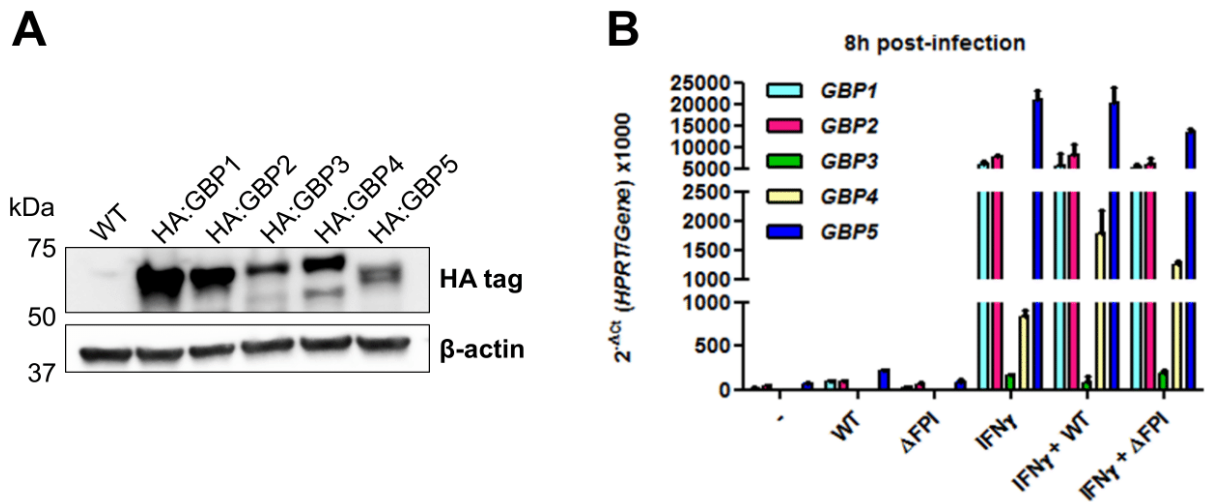 A
kDa
WT
HA:GBP1
HA:GBP2
HA:GBP3
HA:GBP4
HA:GBP5
75
HA tag
50
β-actin
37
B
8h post-infection
2^-ΔCt (HPRT/Gene) x1000
25000
20000
15000
10000
5000
2500
2000
1500
1000
1000
500
0
GBP1
GBP2
GBP3
GBP4
GBP5
-
WT
ΔFPI
IFNγ
IFNγ + WT
IFNγ + ΔFPI